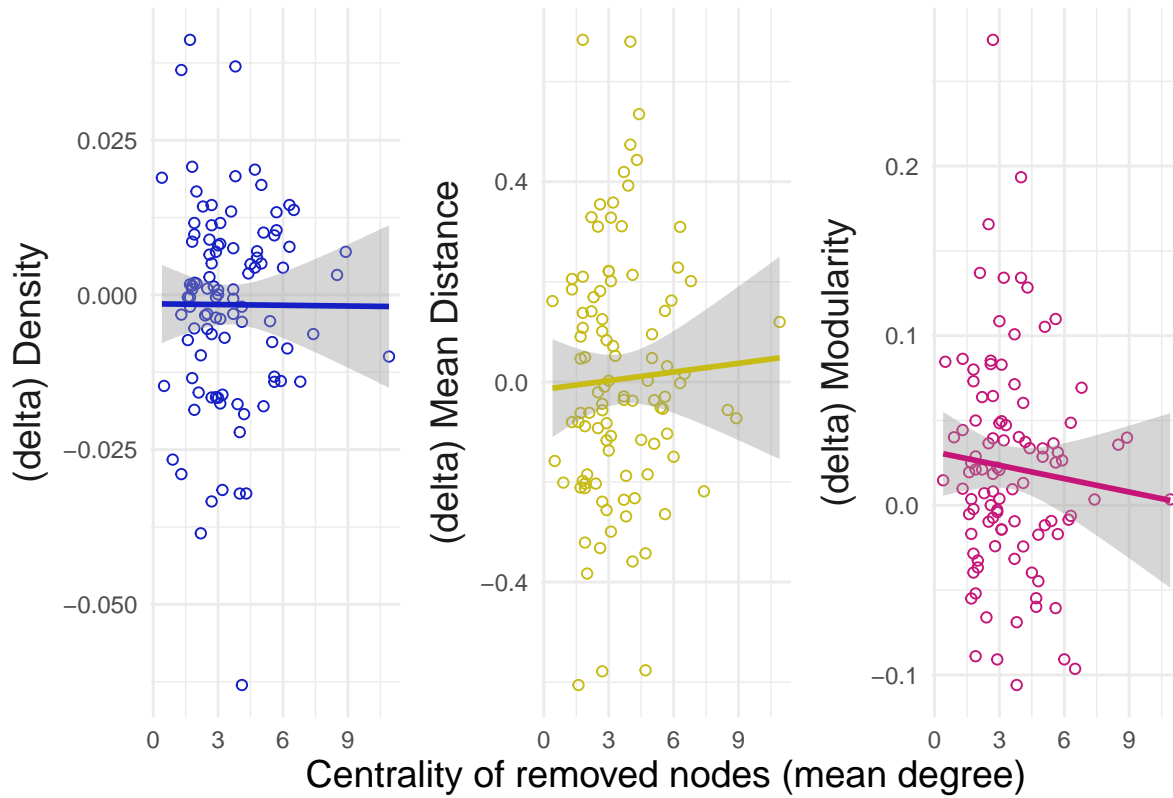 (delta) Density
0.025
0.000
−0.025
−0.050
0 3 6 9
(delta) Mean Distance
0.4
0.0
−0.4
0 3 6 9
(delta) Modularity
0.2
0.1
0.0
−0.1
0 3 6 9
Centrality of removed nodes (mean degree)